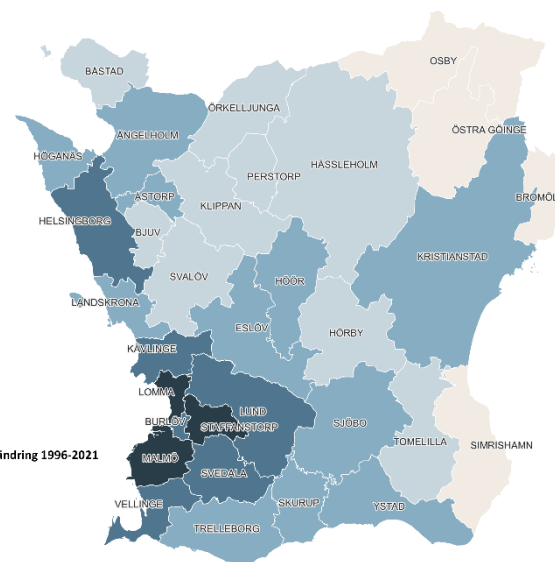 OSBY
BÅSTAD
ÖRKELLJUNGA
ÖSTRA GÖINGE
ÄNGELHOLM
HÖGANÄS
HÄSSLEHOLM
PERSTORP
BROMÖL
ÅSTORP
KLIPPAN
HELSINGBORG
BJUV
KRISTIANSTAD
SVALÖV
HÖÖR
LANDSKRONA
ESLÖV
HÖRBY
KÄVLINGE
LOMMA
LUND
BURLÖV
STAFFANSTORP
SJÖBO
TOMELILLA
SIMRISHAMN
ändring 1996-2021
MALMÖ
SVEDALA
VELLINGE
SKURUP
YSTAD
TRELLEBORG